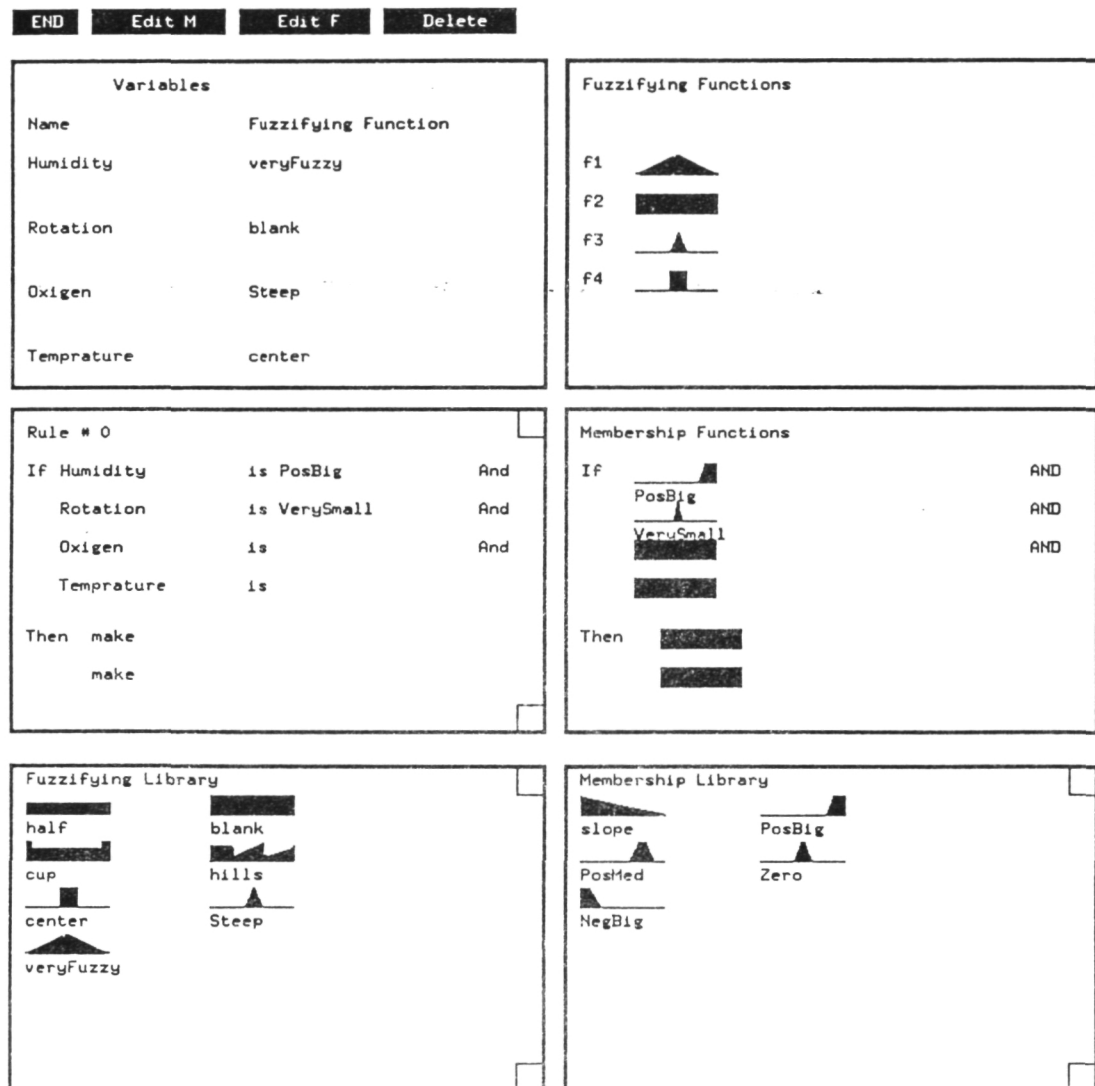 END Edit M Edit F Delete
Variables
Name Fuzzifying Function
Humidity veryFuzzy
Rotation blank
Oxigen Steep
Temprature center
Fuzzifying Functions
f1
f2
f3
f4
Rule # 0
If Humidity is PosBig And
Rotation is VerySmall And
Oxigen is And
Temprature is
Then make
make
Membership Functions
If AND
PosBig
AND
VerySmall
AND
Then
Fuzzifying Library
half blank
cup hills
center Steep
veryFuzzy
Membership Library
slope PosBig
PosMed Zero
NegBig